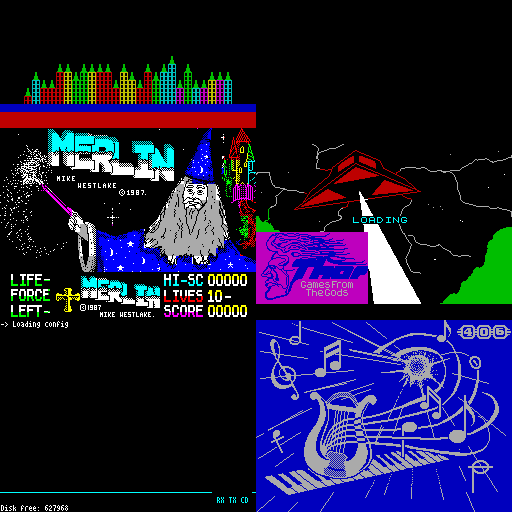 MERLIN
MIKE
WESTLAKE
©1987.
LIFE-
FORCE
LEFT-
MERLIN
©1987
MIKE WESTLAKE.
HI-SC 00000
LIVES 10-
SCORE 00000
-> Loading config
RX TX CD
Disk free: 627968
LOADING
THOR
Games From
The Gods
406